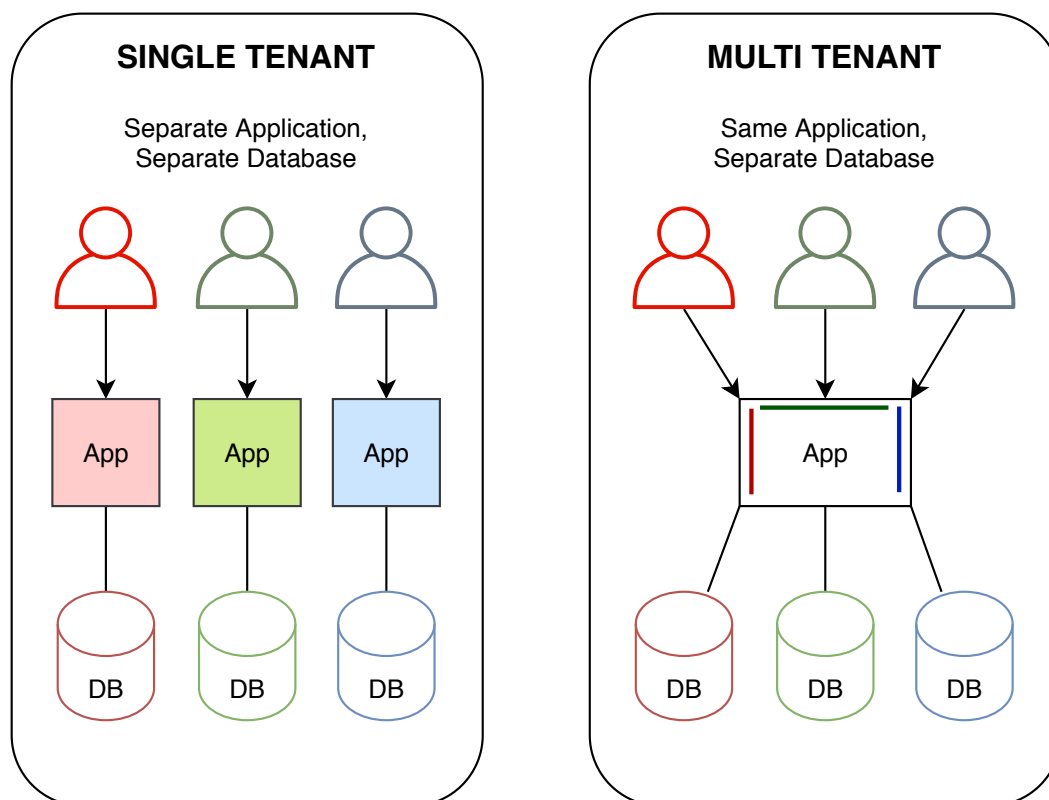 SINGLE TENANT
Separate Application,
Separate Database
App
App
App
DB
DB
DB
MULTI TENANT
Same Application,
Separate Database
App
DB
DB
DB